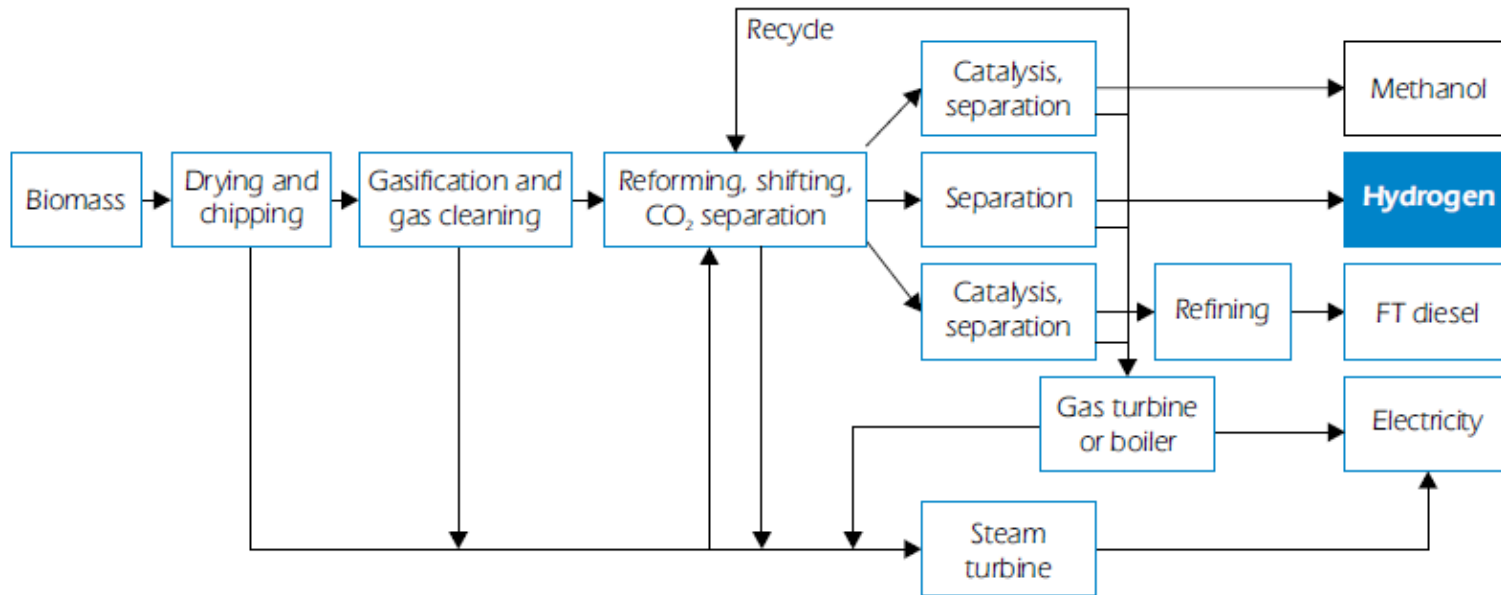 Recycle
Catalysis,
separation
Methanol
Biomass
Drying and
chipping
Gasification and
gas cleaning
Reforming, shifting,
CO₂ separation
Separation
Hydrogen
Catalysis,
separation
Refining
FT diesel
Gas turbine
or boiler
Electricity
Steam
turbine